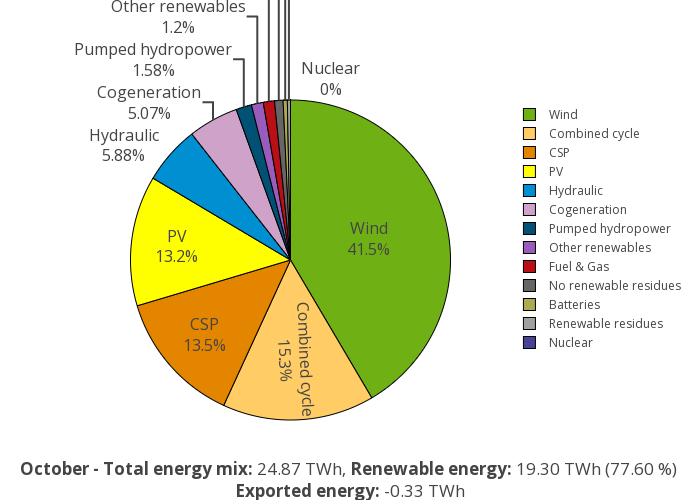 Other renewables
1.2%
Pumped hydropower
1.58%
Nuclear
0%
Cogeneration
5.07%
Hydraulic
5.88%
Wind
41.5%
PV
13.2%
CSP
13.5%
Combined cycle
15.3%
Wind
Combined cycle
CSP
PV
Hydraulic
Cogeneration
Pumped hydropower
Other renewables
Fuel & Gas
No renewable residues
Batteries
Renewable residues
Nuclear
October - Total energy mix: 24.87 TWh, Renewable energy: 19.30 TWh (77.60 %)
Exported energy: -0.33 TWh